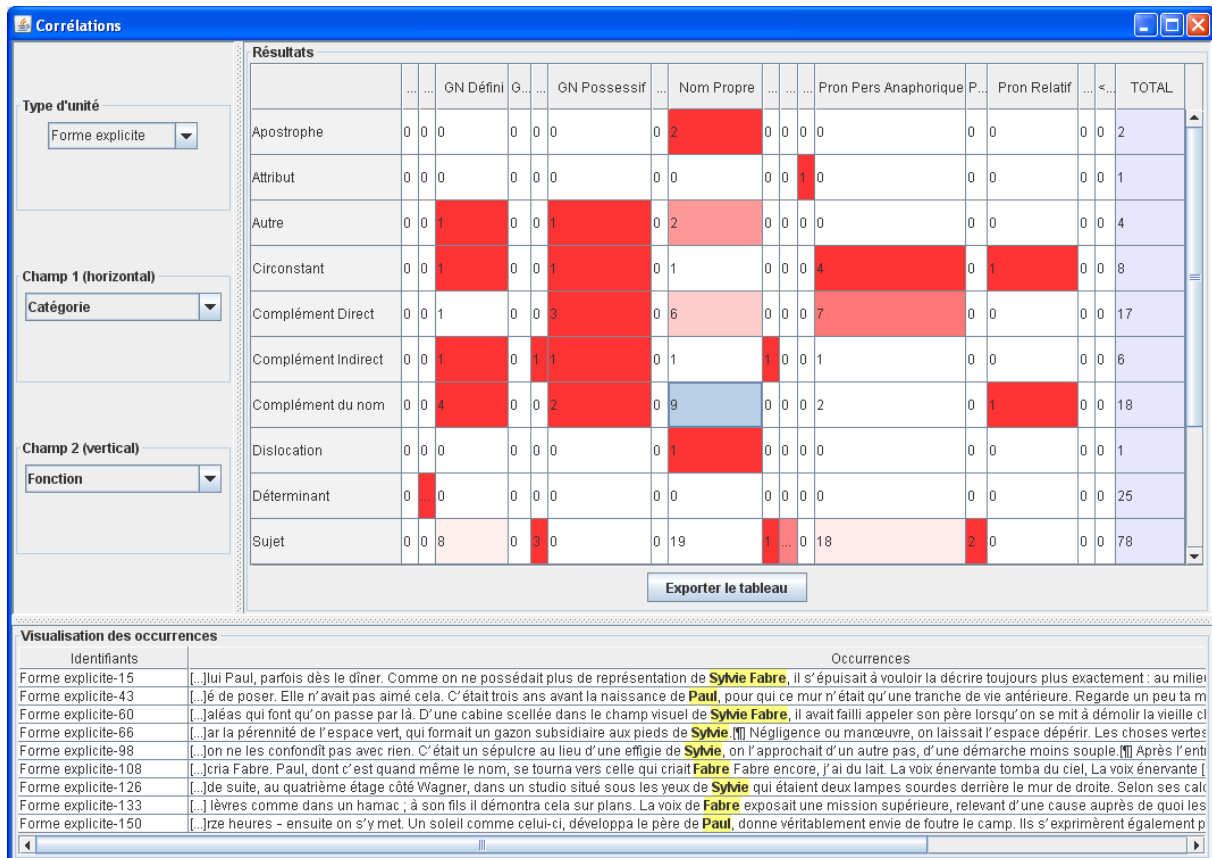 Corrélations
Type d'unité
Forme explicite
Champ 1 (horizontal)
Catégorie
Champ 2 (vertical)
Fonction
Résultats
... ... GN Défini G... ... GN Possessif ... Nom Propre ... ... ... Pron Pers Anaphorique P... Pron Relatif ... <... TOTAL
Apostrophe 0 0 0 0 0 0 0 2 0 0 0 0 0 0 0 0 2
Attribut 0 0 0 0 0 0 0 0 0 0 1 0 0 0 0 0 1
Autre 0 0 1 0 0 1 0 2 0 0 0 0 0 0 0 0 4
Circonstant 0 0 1 0 0 1 0 1 0 0 0 4 0 1 0 0 8
Complément Direct 0 0 1 0 0 3 0 6 0 0 0 7 0 0 0 0 17
Complément Indirect 0 0 1 0 1 1 0 1 1 0 0 1 0 0 0 0 6
Complément du nom 0 0 4 0 0 2 0 9 0 0 0 2 0 1 0 0 18
Dislocation 0 0 0 0 0 0 0 1 0 0 0 0 0 0 0 0 1
Déterminant 0 ... 0 0 0 0 0 0 0 0 0 0 0 0 0 0 25
Sujet 0 0 8 0 3 0 0 19 1 ... 0 18 2 0 0 0 78
Exporter le tableau
Visualisation des occurrences
Identifiants Occurrences
Forme explicite-15 [...]lui Paul, parfois dès le dîner. Comme on ne possédait plus de représentation de Sylvie Fabre, il s'épuisait à vouloir la décrire toujours plus exactement : au milieu
Forme explicite-43 [...]é de poser. Elle n'avait pas aimé cela. C'était trois ans avant la naissance de Paul, pour qui ce mur n'était qu'une tranche de vie antérieure. Regarde un peu ta m
Forme explicite-60 [...]aléas qui font qu'on passe par là. D'une cabine scellée dans le champ visuel de Sylvie Fabre, il avait failli appeler son père lorsqu'on se mit à démolir la vieille cl
Forme explicite-66 [...]ar la pérennité de l'espace vert, qui formait un gazon subsidiaire aux pieds de Sylvie.[¶] Négligence ou manœuvre, on laissait l'espace dépérir. Les choses vertes
Forme explicite-98 [...]on ne les confondît pas avec rien. C'était un sépulcre au lieu d'une effigie de Sylvie, on l'approchait d'un autre pas, d'une démarche moins souple.[¶] Après l'entr
Forme explicite-108 [...]cria Fabre. Paul, dont c'est quand même le nom, se tourna vers celle qui criait Fabre Fabre encore, j'ai du lait. La voix énervante tomba du ciel, La voix énervante [
Forme explicite-126 [...]de suite, au quatrième étage côté Wagner, dans un studio situé sous les yeux de Sylvie qui étaient deux lampes sourdes derrière le mur de droite. Selon ses calc
Forme explicite-133 [...] lèvres comme dans un hamac ; à son fils il démontra cela sur plans. La voix de Fabre exposait une mission supérieure, relevant d'une cause auprès de quoi les
Forme explicite-150 [...]rze heures – ensuite on s'y met. Un soleil comme celui-ci, développa le père de Paul, donne véritablement envie de foutre le camp. Ils s'exprimèrent également p